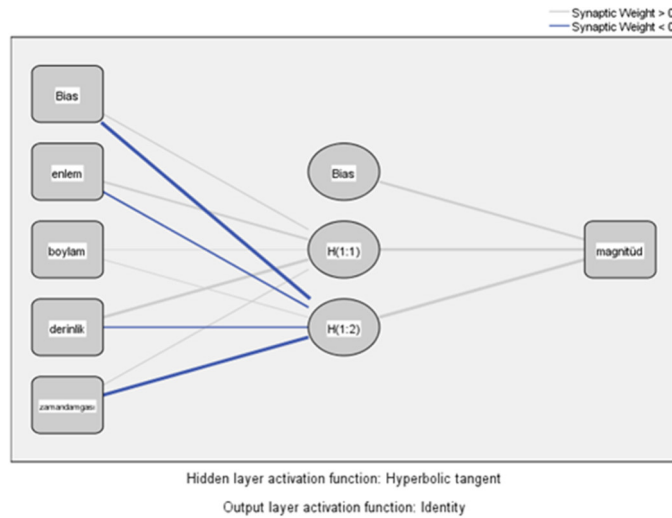 Synaptic Weight > 0
Synaptic Weight < 0
Bias
enlem
Bias
boylam
H(1:1)
magnitüd
derinlik
H(1:2)
zamandamgası
Hidden layer activation function: Hyperbolic tangent
Output layer activation function: Identity